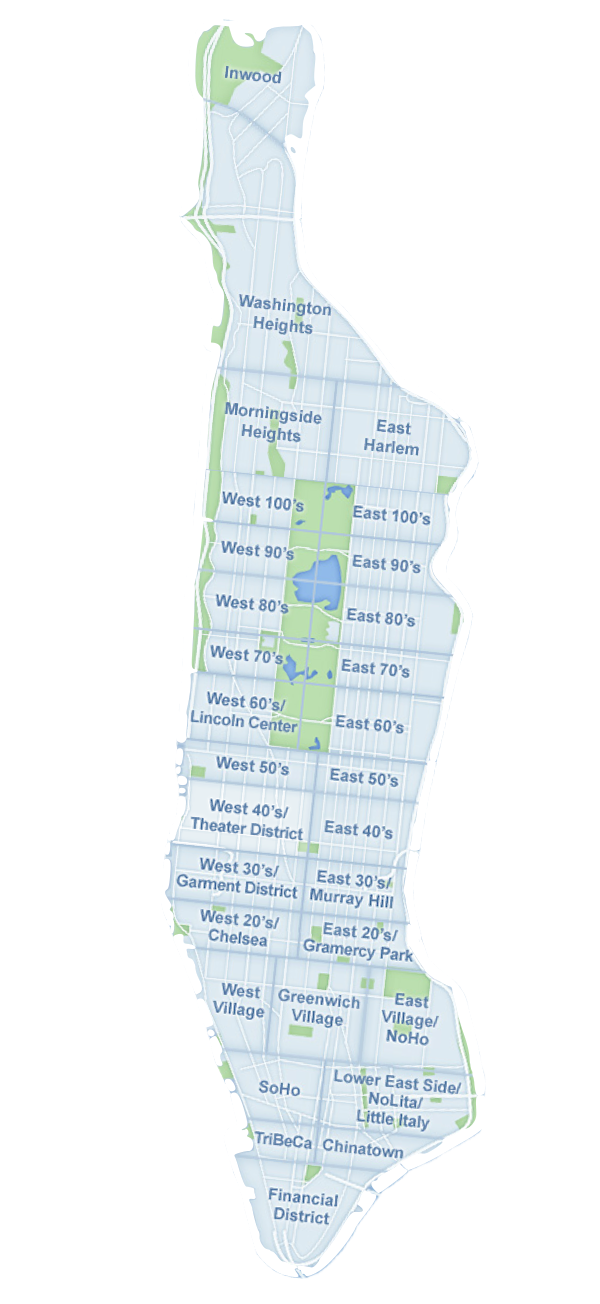 Inwood
Washington
Heights
Morningside
Heights
East
Harlem
West 100's
East 100's
West 90's
East 90's
West 80's
East 80's
West 70's
East 70's
West 60's/
Lincoln Center
East 60's
West 50's
East 50's
West 40's/
Theater District
East 40's
West 30's/
Garment District
East 30's/
Murray Hill
West 20's/
Chelsea
East 20's/
Gramercy Park
West
Village
Greenwich
Village
East
Village/
NoHo
SoHo
Lower East Side/
NoLita/
Little Italy
TriBeCa
Chinatown
Financial
District